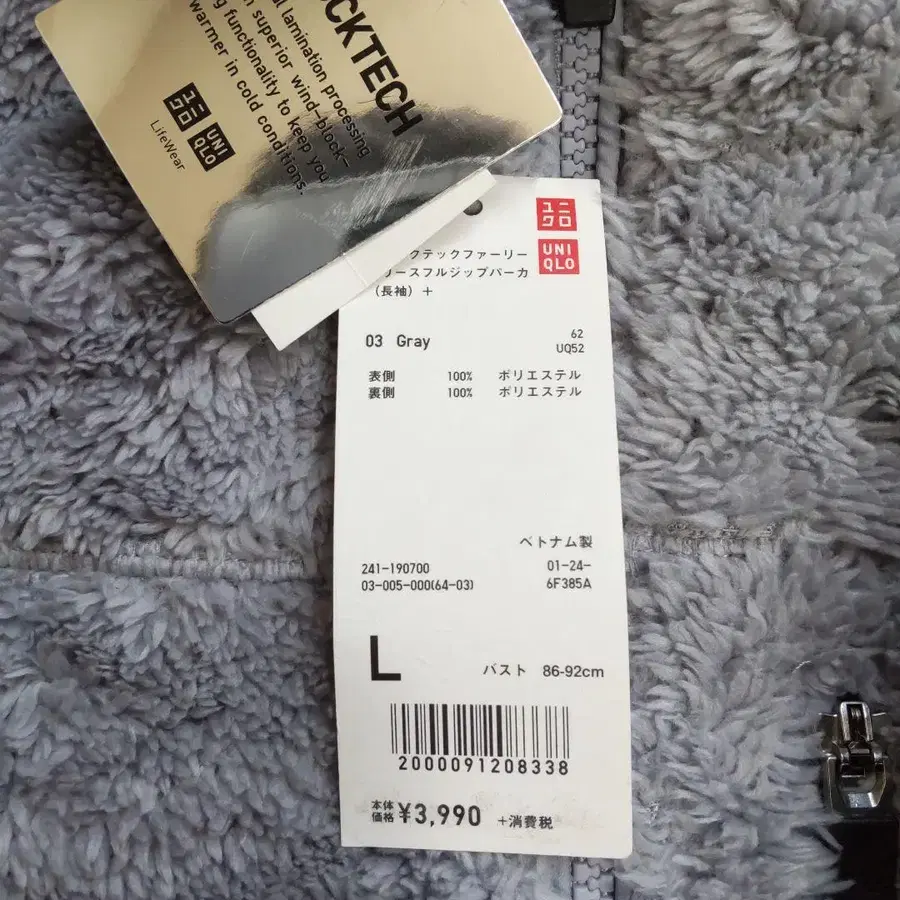 CKTECH
lamination processing
superior wind-block-
functionality to keep you
warmer in cold conditions.
ユニ
クロ
UNI
QLO
LifeWear
ユニ
クロ
UNI
QLO
クテックファーリー
リースフルジップパーカ
(長袖)+
03 Gray
62
UQ52
表側 100% ポリエステル
裏側 100% ポリエステル
ベトナム製
241-190700 01-24-
03-005-000(64-03) 6F385A
L バスト 86-92cm
2000091208338
本体
価格 ¥3,990 +消費税